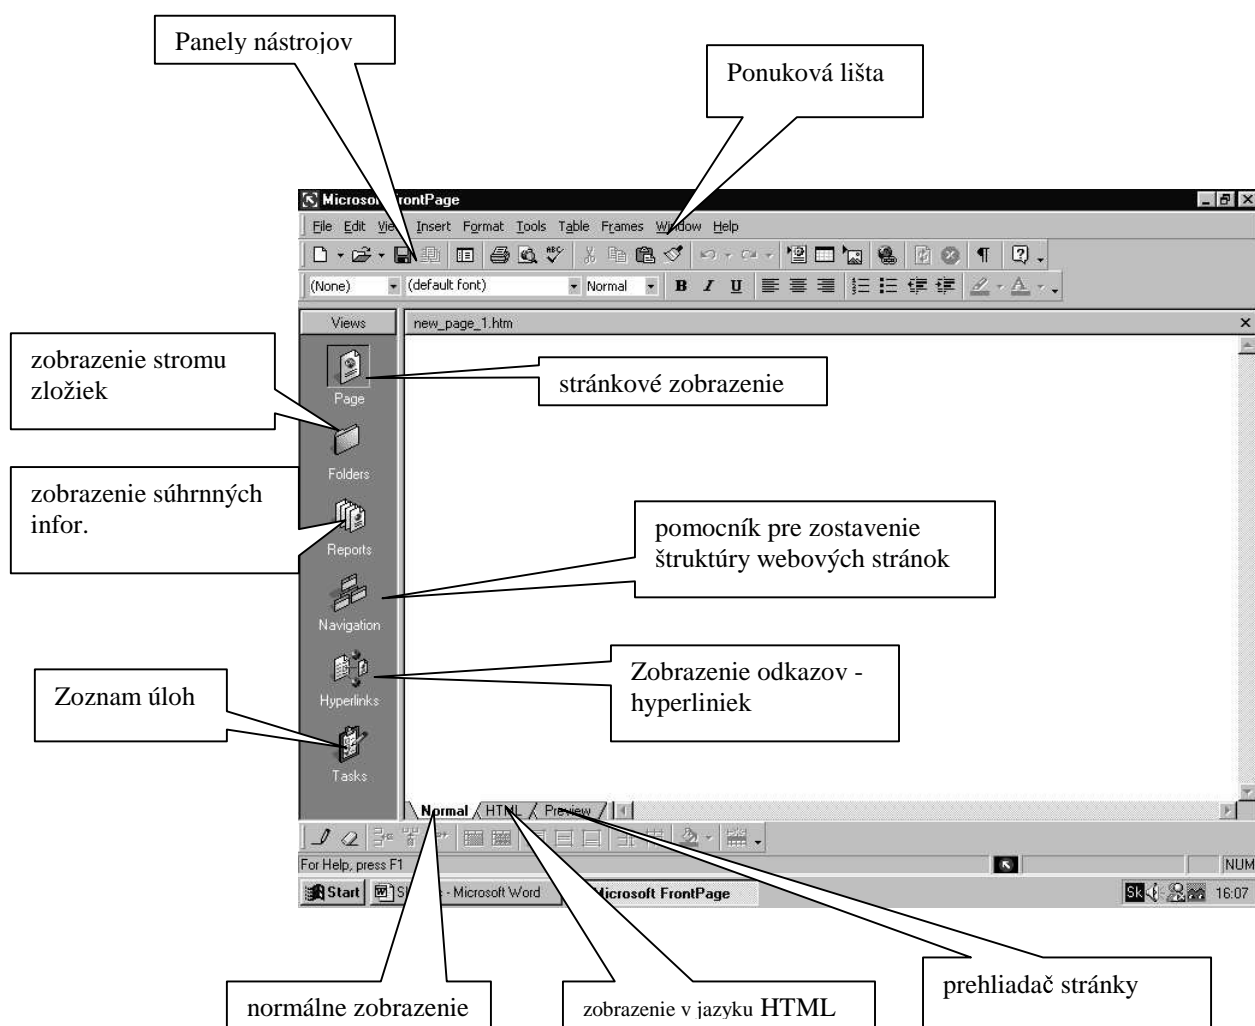 Panely nástrojov
Ponuková lišta
Microsoft FrontPage
File Edit View Insert Format Tools Table Frames Window Help
(None) (default font) Normal B I U
Views new_page_1.htm
zobrazenie stromu
zložiek
stránkové zobrazenie
Page
Folders
zobrazenie súhrnných
infor.
Reports
pomocník pre zostavenie
štruktúry webových stránok
Navigation
Zobrazenie odkazov -
hyperliniek
Zoznam úloh
Hyperlinks
Tasks
Normal HTML Preview
For Help, press F1 NUM
Start - Microsoft Word Microsoft FrontPage Sk 16:07
normálne zobrazenie
zobrazenie v jazyku HTML
prehliadač stránky